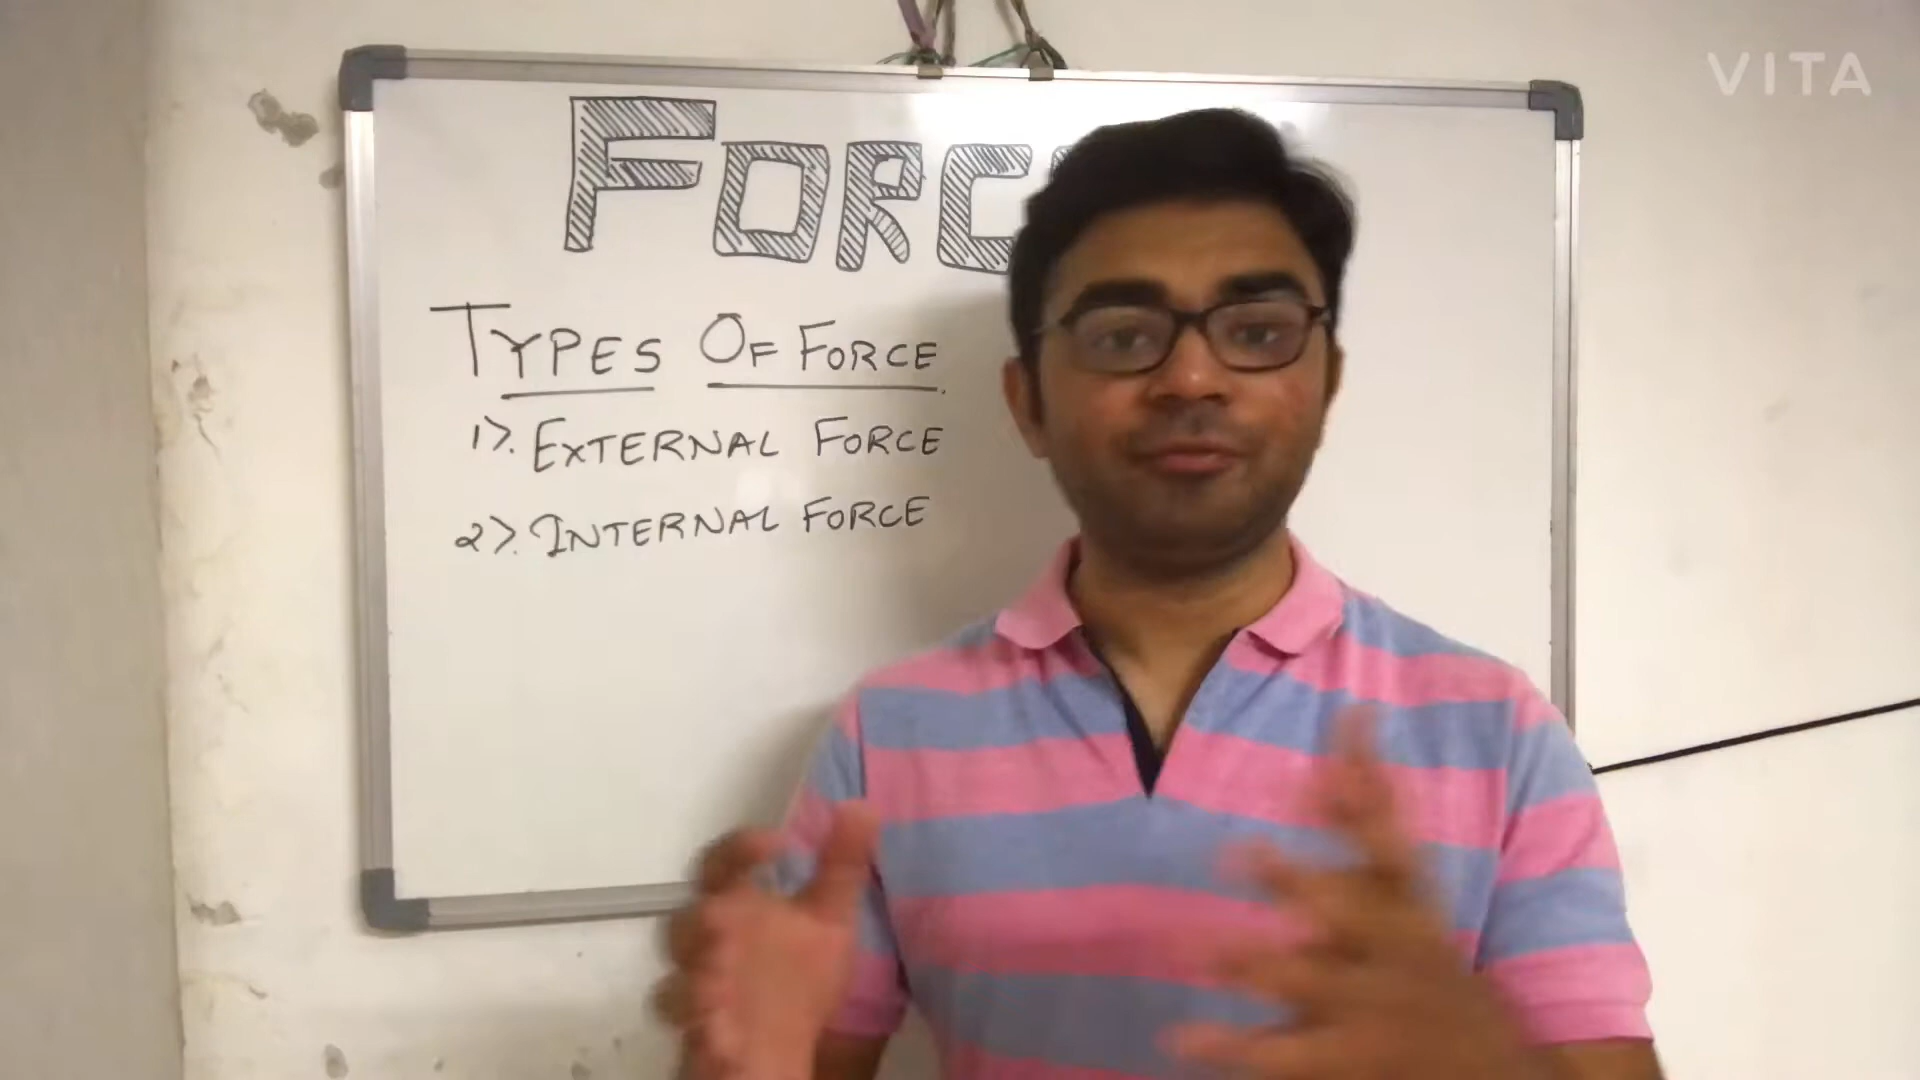 VITA
FORC
TYPES OF FORCE
1). EXTERNAL FORCE
2). INTERNAL FORCE